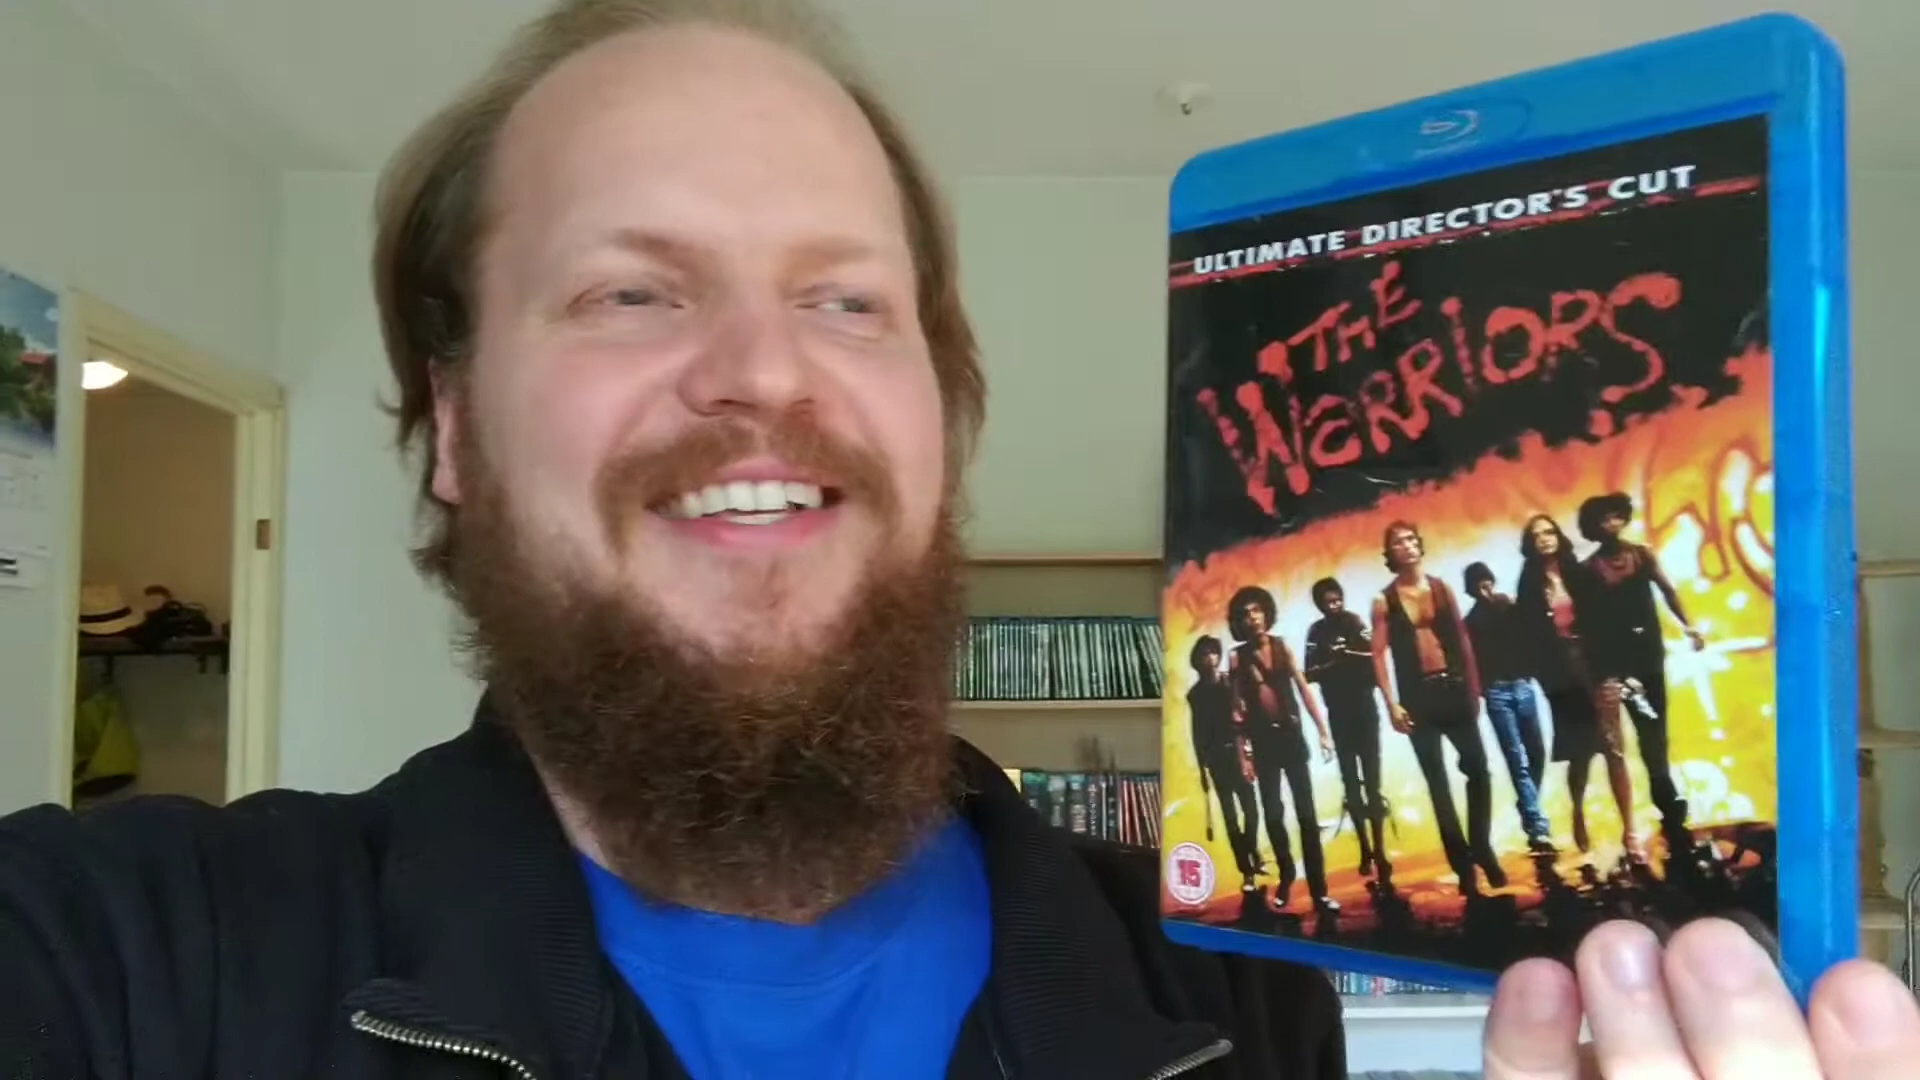 ULTIMATE DIRECTOR'S CUT
THE
WARRIORS
15